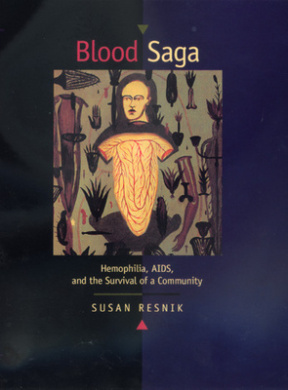 Blood Saga
Hemophilia, AIDS,
and the Survival of a Community
SUSAN RESNIK